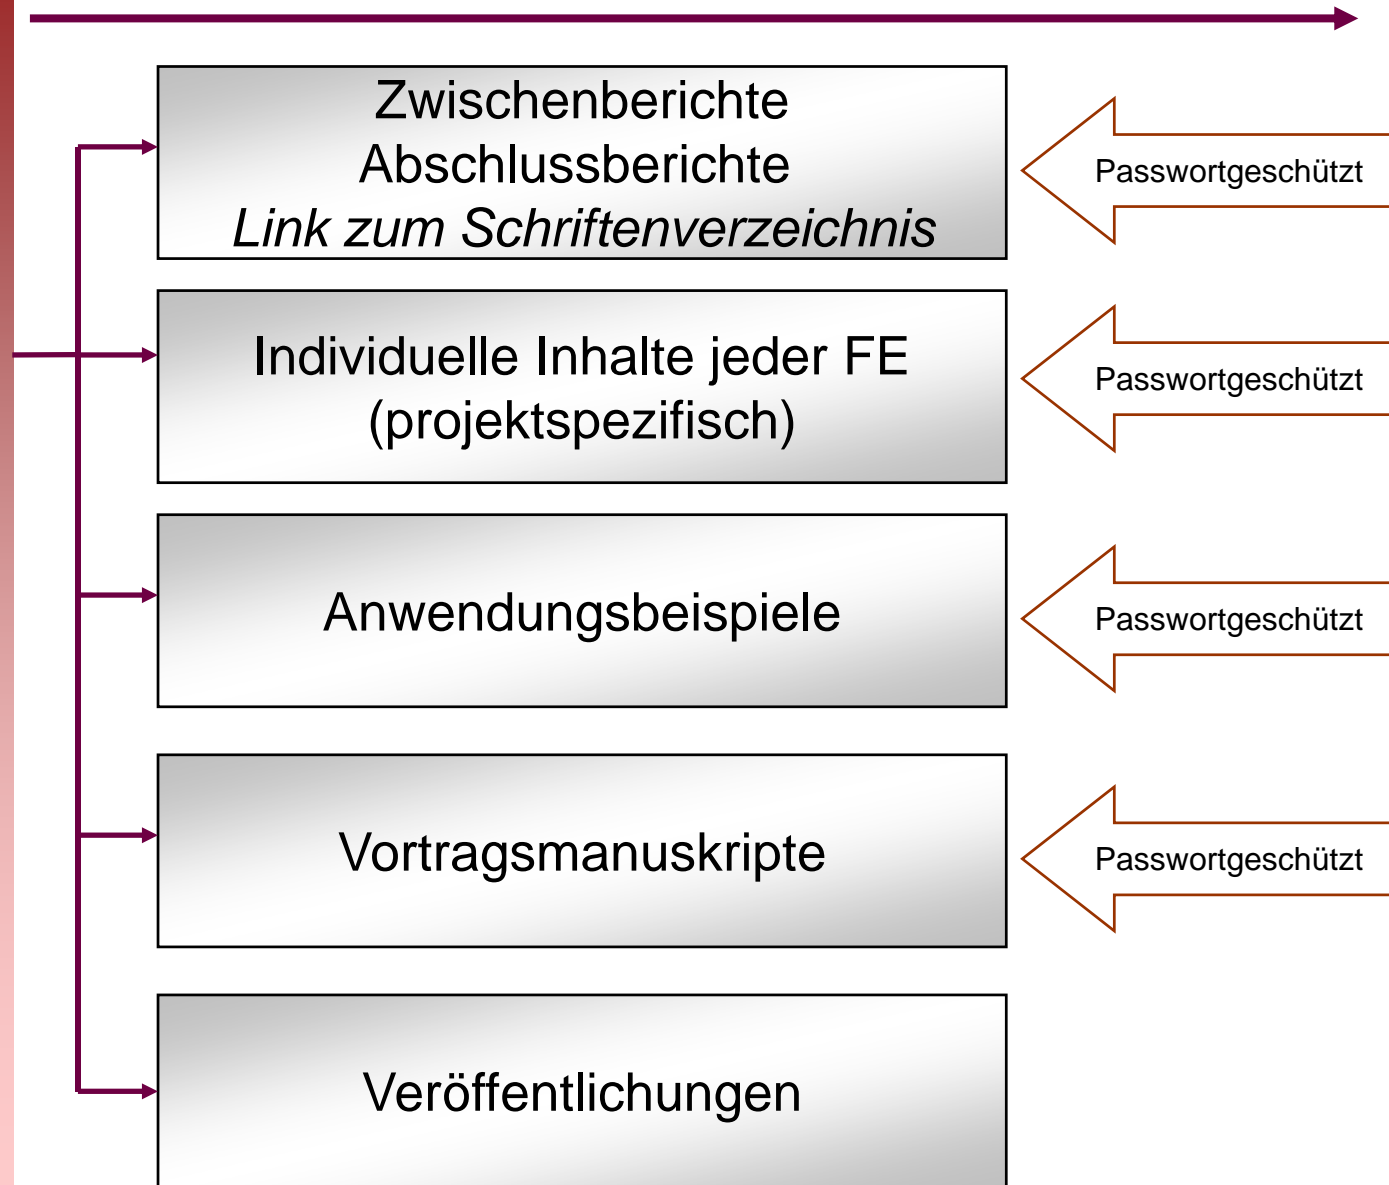 Zwischenberichte
Abschlussberichte
Link zum Schriftenverzeichnis
Passwortgeschützt
Individuelle Inhalte jeder FE
(projektspezifisch)
Passwortgeschützt
Anwendungsbeispiele
Passwortgeschützt
Vortragsmanuskripte
Passwortgeschützt
Veröffentlichungen